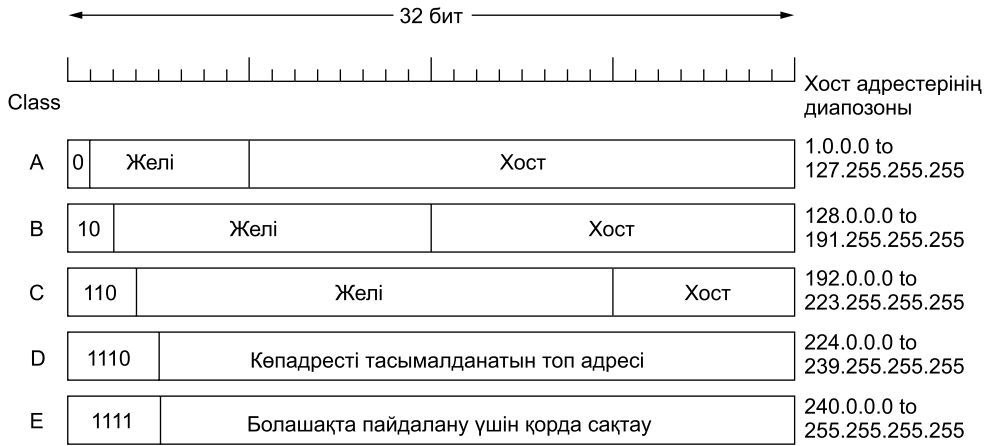 32 бит
Class
Хост адрестерінің
диапозоны
A
0
Желі
Хост
1.0.0.0 to
127.255.255.255
B
10
Желі
Хост
128.0.0.0 to
191.255.255.255
C
110
Желі
Хост
192.0.0.0 to
223.255.255.255
D
1110
Көпадресті тасымалданатын топ адресі
224.0.0.0 to
239.255.255.255
E
1111
Болашақта пайдалану үшін қорда сақтау
240.0.0.0 to
255.255.255.255